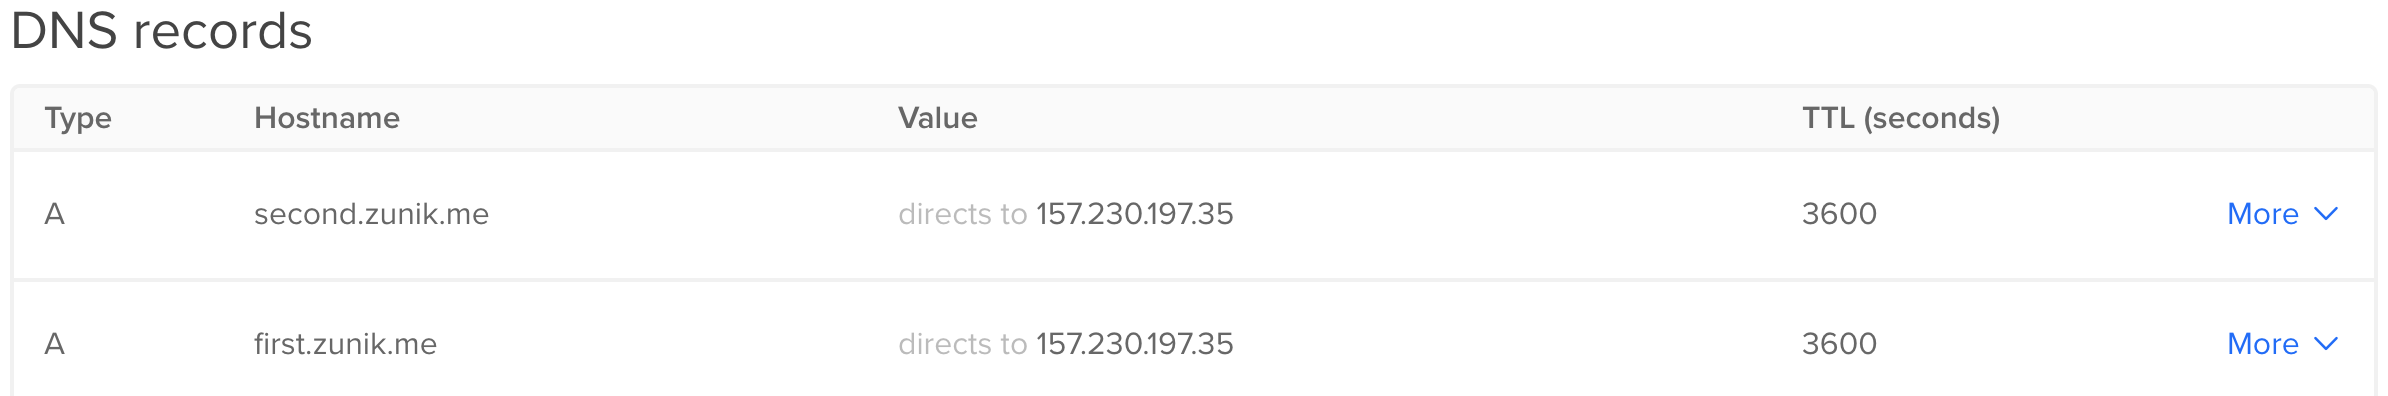 DNS records
Type Hostname Value TTL (seconds)
A second.zunik.me directs to 157.230.197.35 3600 More
A first.zunik.me directs to 157.230.197.35 3600 More